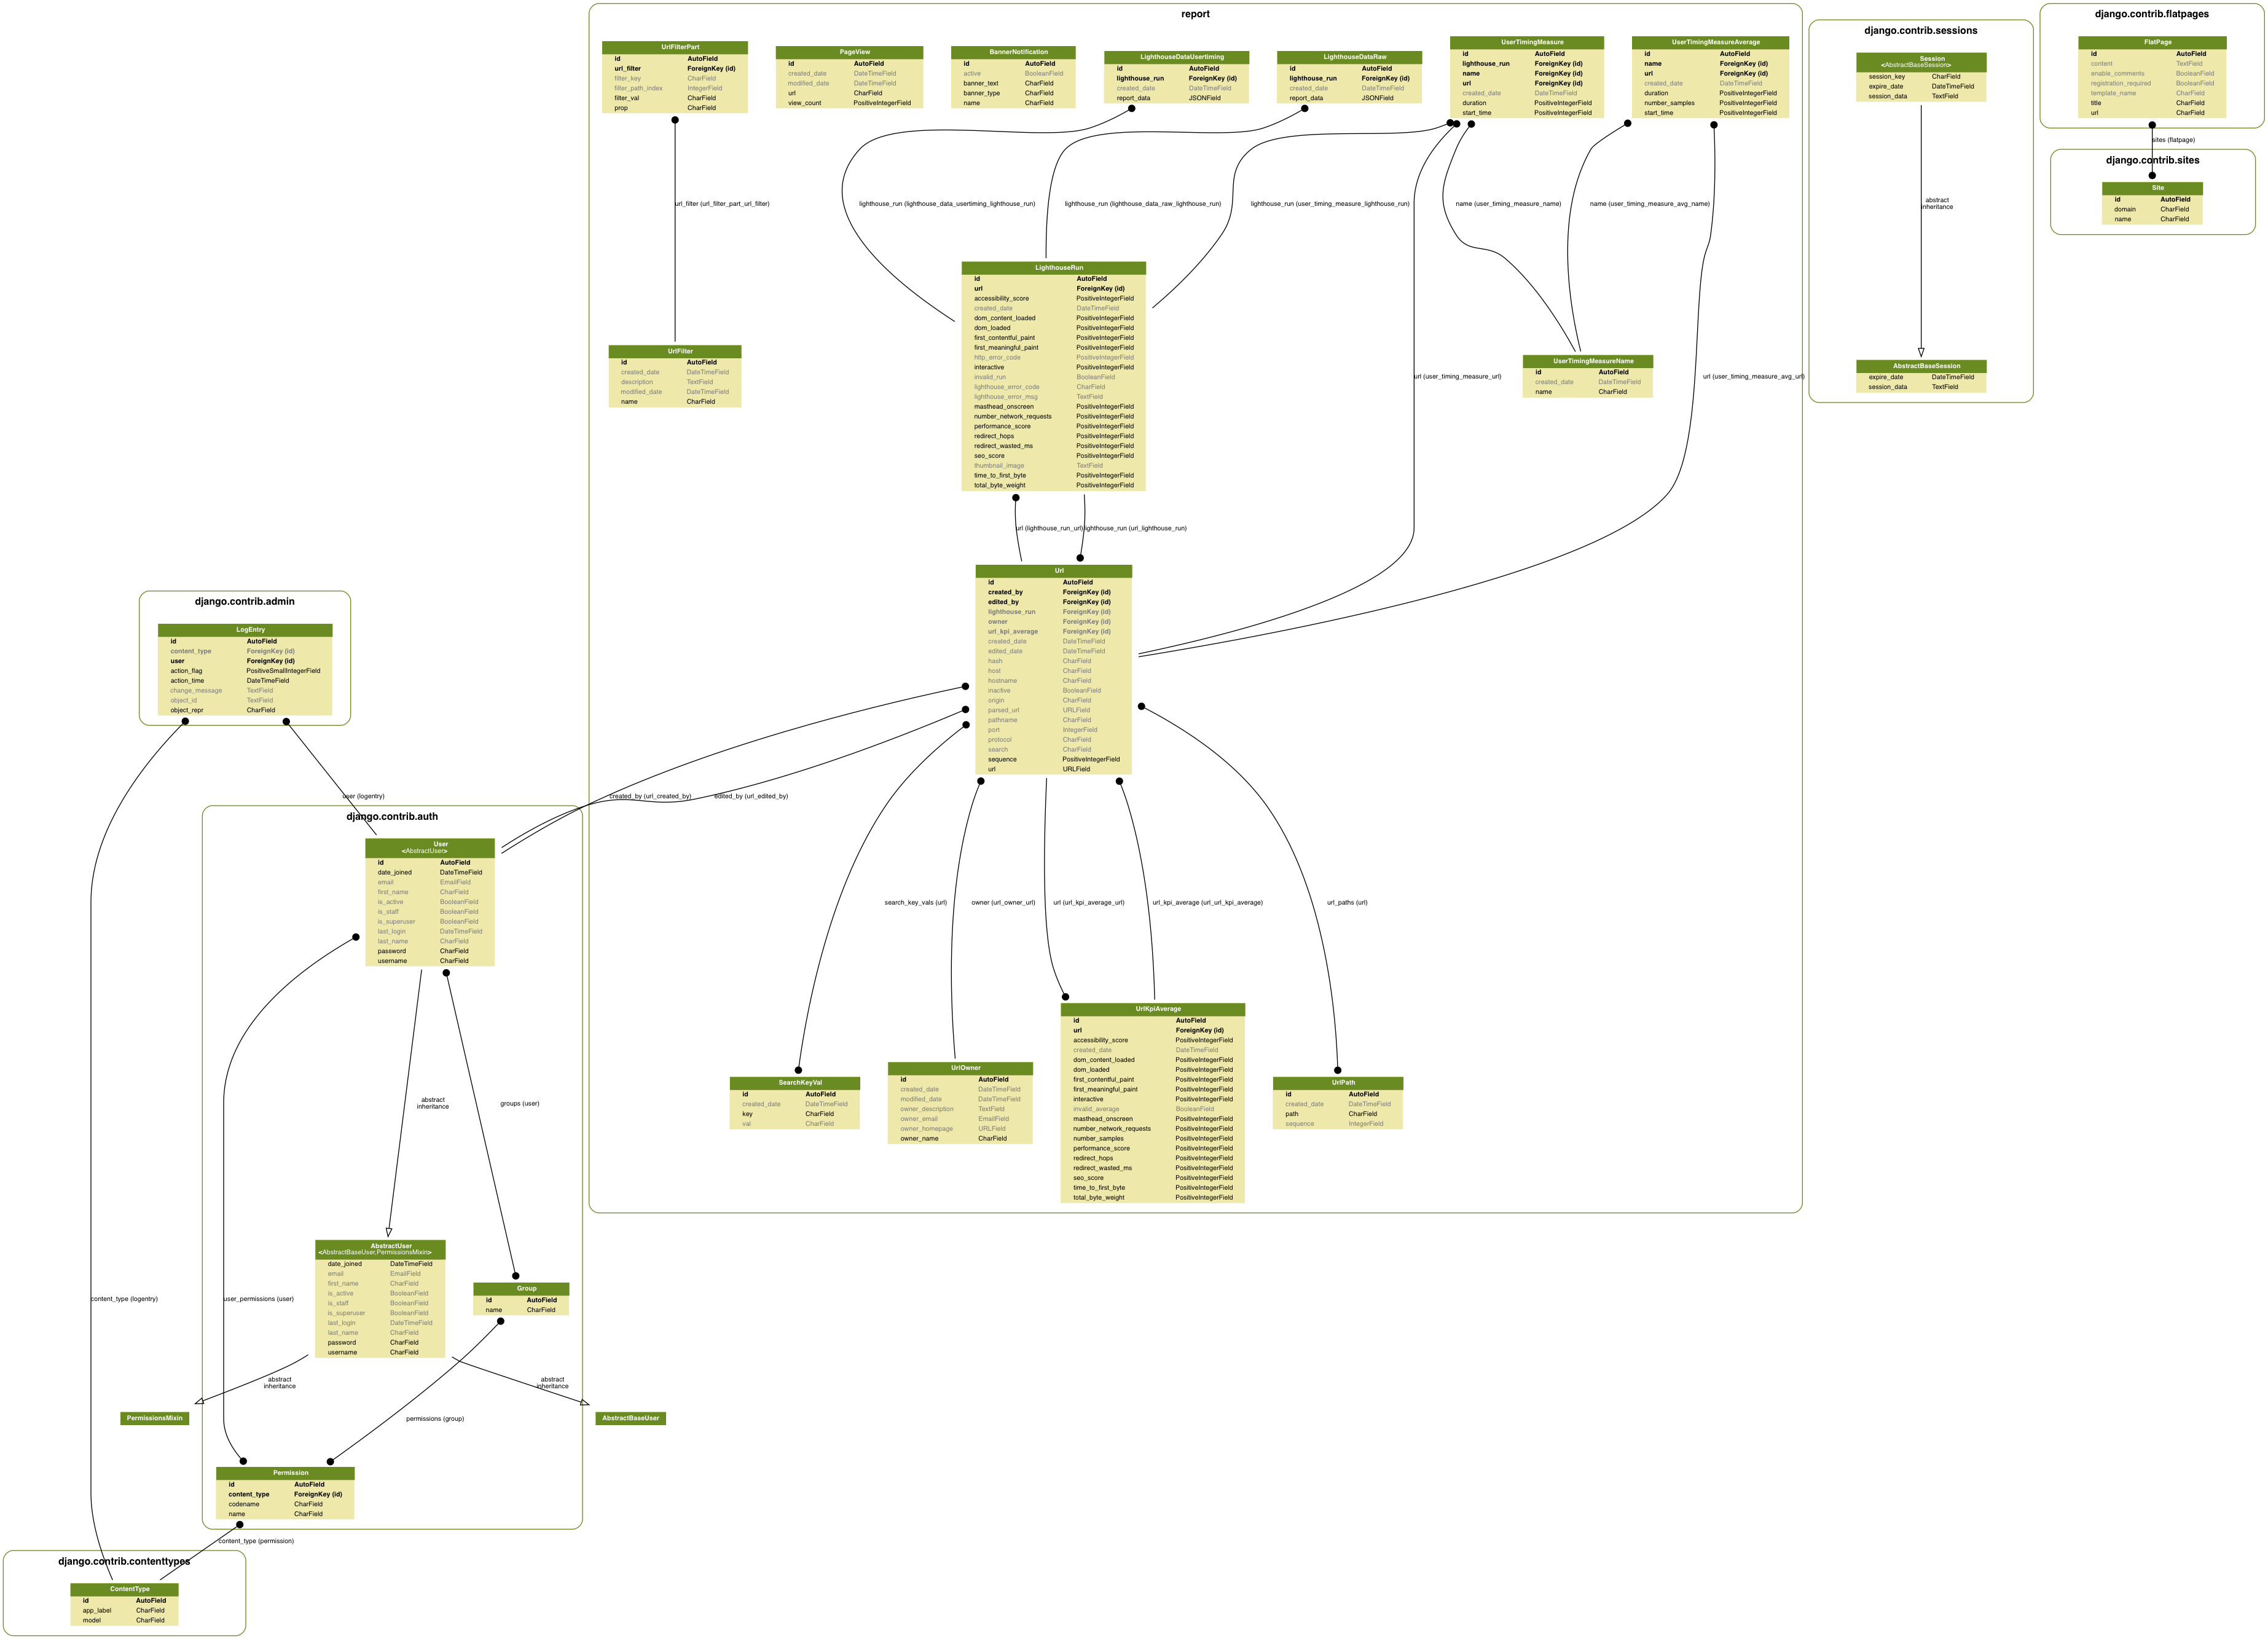 report
UrlFilterPart
id AutoField
url_filter ForeignKey (id)
filter_key CharField
filter_path_index IntegerField
filter_val CharField
prop CharField
PageView
id AutoField
created_date DateTimeField
modified_date DateTimeField
url CharField
view_count PositiveIntegerField
BannerNotification
id AutoField
active BooleanField
banner_text CharField
banner_type CharField
name CharField
LighthouseDataUsertiming
id AutoField
lighthouse_run ForeignKey (id)
created_date DateTimeField
report_data JSONField
LighthouseDataRaw
id AutoField
lighthouse_run ForeignKey (id)
created_date DateTimeField
report_data JSONField
UserTimingMeasure
id AutoField
lighthouse_run ForeignKey (id)
name ForeignKey (id)
url ForeignKey (id)
created_date DateTimeField
duration PositiveIntegerField
start_time PositiveIntegerField
UserTimingMeasureAverage
id AutoField
name ForeignKey (id)
url ForeignKey (id)
created_date DateTimeField
duration PositiveIntegerField
number_samples PositiveIntegerField
start_time PositiveIntegerField
django.contrib.sessions
Session
<AbstractBaseSession>
session_key CharField
expire_date DateTimeField
session_data TextField
django.contrib.flatpages
FlatPage
id AutoField
content TextField
enable_comments BooleanField
registration_required BooleanField
template_name CharField
title CharField
url CharField
sites (flatpage)
django.contrib.sites
Site
id AutoField
domain CharField
name CharField
url_filter (url_filter_part_url_filter)
lighthouse_run (lighthouse_data_usertiming_lighthouse_run)
lighthouse_run (lighthouse_data_raw_lighthouse_run)
lighthouse_run (user_timing_measure_lighthouse_run)
name (user_timing_measure_name)
name (user_timing_measure_avg_name)
abstract
inheritance
LighthouseRun
id AutoField
url ForeignKey (id)
accessibility_score PositiveIntegerField
created_date DateTimeField
dom_content_loaded PositiveIntegerField
dom_loaded PositiveIntegerField
first_contentful_paint PositiveIntegerField
first_meaningful_paint PositiveIntegerField
http_error_code PositiveIntegerField
interactive PositiveIntegerField
invalid_run BooleanField
lighthouse_error_code CharField
lighthouse_error_msg TextField
masthead_onscreen PositiveIntegerField
number_network_requests PositiveIntegerField
performance_score PositiveIntegerField
redirect_hops PositiveIntegerField
redirect_wasted_ms PositiveIntegerField
seo_score PositiveIntegerField
thumbnail_image TextField
time_to_first_byte PositiveIntegerField
total_byte_weight PositiveIntegerField
UrlFilter
id AutoField
created_date DateTimeField
description TextField
modified_date DateTimeField
name CharField
UserTimingMeasureName
id AutoField
created_date DateTimeField
name CharField
url (user_timing_measure_url)
url (user_timing_measure_avg_url)
AbstractBaseSession
expire_date DateTimeField
session_data TextField
url (lighthouse_run_url)
lighthouse_run (url_lighthouse_run)
Url
id AutoField
created_by ForeignKey (id)
edited_by ForeignKey (id)
lighthouse_run ForeignKey (id)
owner ForeignKey (id)
url_kpi_average ForeignKey (id)
created_date DateTimeField
edited_date DateTimeField
hash CharField
host CharField
hostname CharField
inactive BooleanField
origin CharField
parsed_url URLField
pathname CharField
port IntegerField
protocol CharField
search CharField
sequence PositiveIntegerField
url URLField
django.contrib.admin
LogEntry
id AutoField
content_type ForeignKey (id)
user ForeignKey (id)
action_flag PositiveSmallIntegerField
action_time DateTimeField
change_message TextField
object_id TextField
object_repr CharField
user (logentry)
created_by (url_created_by)
edited_by (url_edited_by)
django.contrib.auth
User
<AbstractUser>
id AutoField
date_joined DateTimeField
email EmailField
first_name CharField
is_active BooleanField
is_staff BooleanField
is_superuser BooleanField
last_login DateTimeField
last_name CharField
password CharField
username CharField
search_key_vals (url)
owner (url_owner_url)
url (url_kpi_average_url)
url_kpi_average (url_url_kpi_average)
url_paths (url)
SearchKeyVal
id AutoField
created_date DateTimeField
key CharField
val CharField
UrlOwner
id AutoField
created_date DateTimeField
modified_date DateTimeField
owner_description TextField
owner_email EmailField
owner_homepage URLField
owner_name CharField
UrlKpiAverage
id AutoField
url ForeignKey (id)
accessibility_score PositiveIntegerField
created_date DateTimeField
dom_content_loaded PositiveIntegerField
dom_loaded PositiveIntegerField
first_contentful_paint PositiveIntegerField
first_meaningful_paint PositiveIntegerField
interactive PositiveIntegerField
invalid_average BooleanField
masthead_onscreen PositiveIntegerField
number_network_requests PositiveIntegerField
number_samples PositiveIntegerField
performance_score PositiveIntegerField
redirect_hops PositiveIntegerField
redirect_wasted_ms PositiveIntegerField
seo_score PositiveIntegerField
time_to_first_byte PositiveIntegerField
total_byte_weight PositiveIntegerField
UrlPath
id AutoField
created_date DateTimeField
path CharField
sequence IntegerField
abstract
inheritance
groups (user)
AbstractUser
<AbstractBaseUser,PermissionsMixin>
date_joined DateTimeField
email EmailField
first_name CharField
is_active BooleanField
is_staff BooleanField
is_superuser BooleanField
last_login DateTimeField
last_name CharField
password CharField
username CharField
Group
id AutoField
name CharField
content_type (logentry)
user_permissions (user)
abstract
inheritance
abstract
inheritance
PermissionsMixin
permissions (group)
AbstractBaseUser
Permission
id AutoField
content_type ForeignKey (id)
codename CharField
name CharField
content_type (permission)
django.contrib.contenttypes
ContentType
id AutoField
app_label CharField
model CharField